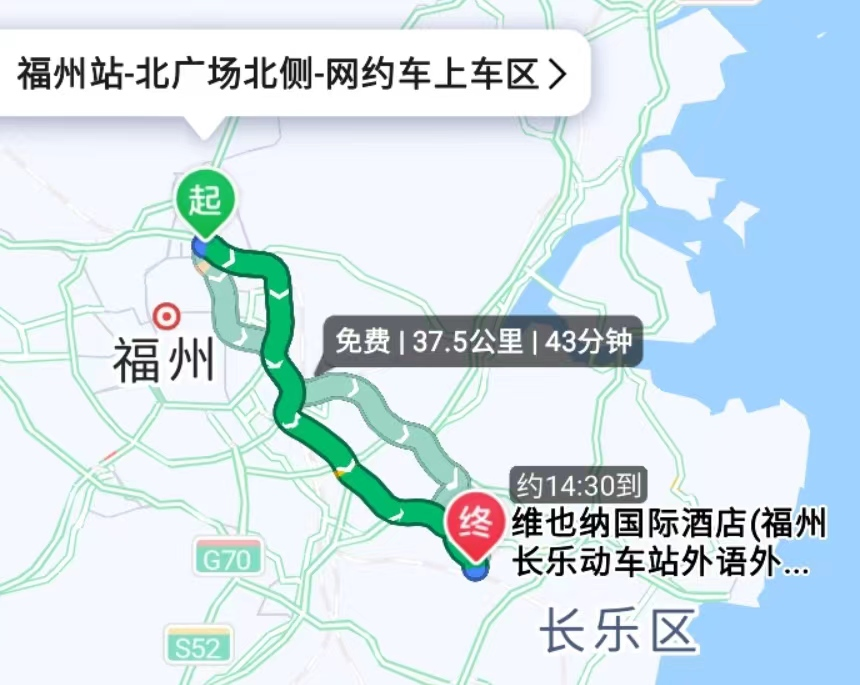 福州站-北广场北侧-网约车上车区
起
福州
免费 | 37.5公里 | 43分钟
约14:30到
终
维也纳国际酒店(福州
长乐动车站外语外...
G70
长乐区
S52